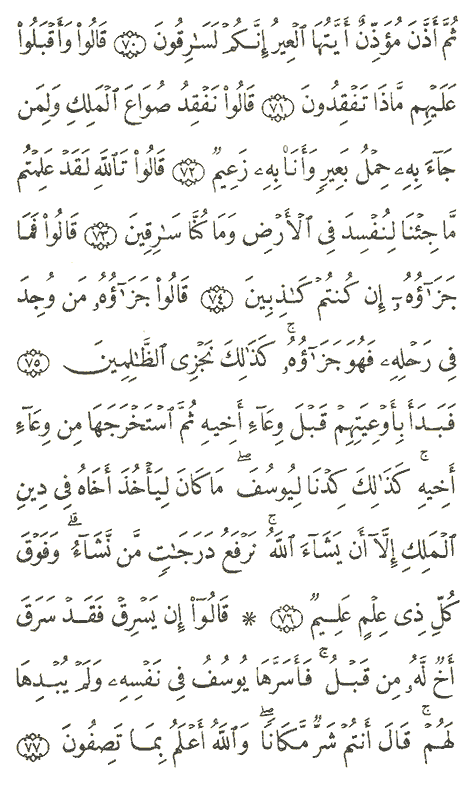 ثُمَّ أَذَّنَ مُؤَذِّنٌ أَيَّتُهَا ٱلْعِيرُ إِنَّكُمْ لَسَٰرِقُونَ ۝٧٠ قَالُوا۟ وَأَقْبَلُوا۟
عَلَيْهِم مَّاذَا تَفْقِدُونَ ۝٧١ قَالُوا۟ نَفْقِدُ صُوَاعَ ٱلْمَلِكِ وَلِمَن
جَآءَ بِهِۦ حِمْلُ بَعِيرٍ وَأَنَا۠ بِهِۦ زَعِيمٌ ۝٧٢ قَالُوا۟ تَٱللَّهِ لَقَدْ عَلِمْتُم
مَّا جِئْنَا لِنُفْسِدَ فِى ٱلْأَرْضِ وَمَا كُنَّا سَٰرِقِينَ ۝٧٣ قَالُوا۟ فَمَا
جَزَٰٓؤُهُۥٓ إِن كُنتُمْ كَٰذِبِينَ ۝٧٤ قَالُوا۟ جَزَٰٓؤُهُۥ مَن وُجِدَ
فِى رَحْلِهِۦ فَهُوَ جَزَٰٓؤُهُۥ ۚ كَذَٰلِكَ نَجْزِى ٱلظَّٰلِمِينَ ۝٧٥
فَبَدَأَ بِأَوْعِيَتِهِمْ قَبْلَ وِعَآءِ أَخِيهِ ثُمَّ ٱسْتَخْرَجَهَا مِن وِعَآءِ
أَخِيهِ ۚ كَذَٰلِكَ كِدْنَا لِيُوسُفَ ۖ مَا كَانَ لِيَأْخُذَ أَخَاهُ فِى دِينِ
ٱلْمَلِكِ إِلَّآ أَن يَشَآءَ ٱللَّهُ ۚ نَرْفَعُ دَرَجَٰتٍ مَّن نَّشَآءُ ۗ وَفَوْقَ
كُلِّ ذِى عِلْمٍ عَلِيمٌ ۝٧٦ * قَالُوٓا۟ إِن يَسْرِقْ فَقَدْ سَرَقَ
أَخٌ لَّهُۥ مِن قَبْلُ ۚ فَأَسَرَّهَا يُوسُفُ فِى نَفْسِهِۦ وَلَمْ يُبْدِهَا
لَهُمْ ۚ قَالَ أَنتُمْ شَرٌّ مَّكَانًا ۖ وَٱللَّهُ أَعْلَمُ بِمَا تَصِفُونَ ۝٧٧